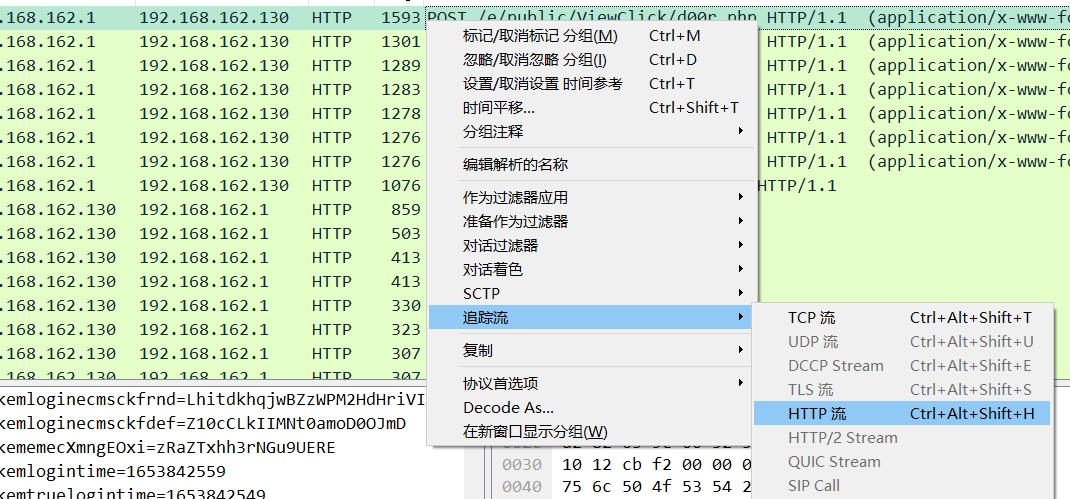 .168.162.1 192.168.162.130 HTTP 1593 POST /e/public/ViewClick/d00r.php HTTP/1.1 (application/x-www-fo
.168.162.1 192.168.162.130 HTTP 1301 HTTP/1.1 (application/x-www-fo
.168.162.1 192.168.162.130 HTTP 1289 HTTP/1.1 (application/x-www-fo
.168.162.1 192.168.162.130 HTTP 1283 HTTP/1.1 (application/x-www-fo
.168.162.1 192.168.162.130 HTTP 1278 HTTP/1.1 (application/x-www-fo
.168.162.1 192.168.162.130 HTTP 1276 HTTP/1.1 (application/x-www-fo
.168.162.1 192.168.162.130 HTTP 1276 HTTP/1.1 (application/x-www-fo
.168.162.1 192.168.162.130 HTTP 1076 HTTP/1.1
.168.162.130 192.168.162.1 HTTP 859
.168.162.130 192.168.162.1 HTTP 503
.168.162.130 192.168.162.1 HTTP 413
.168.162.130 192.168.162.1 HTTP 413
.168.162.130 192.168.162.1 HTTP 330
.168.162.130 192.168.162.1 HTTP 323
.168.162.130 192.168.162.1 HTTP 307
.168.162.130 192.168.162.1 HTTP 307
标记/取消标记 分组(M) Ctrl+M
忽略/取消忽略 分组(I) Ctrl+D
设置/取消设置 时间参考 Ctrl+T
时间平移... Ctrl+Shift+T
分组注释
编辑解析的名称
作为过滤器应用
准备作为过滤器
对话过滤器
对话着色
SCTP
追踪流
复制
协议首选项
Decode As...
在新窗口显示分组(W)
TCP 流 Ctrl+Alt+Shift+T
UDP 流 Ctrl+Alt+Shift+U
DCCP Stream Ctrl+Alt+Shift+E
TLS 流 Ctrl+Alt+Shift+S
HTTP 流 Ctrl+Alt+Shift+H
HTTP/2 Stream
QUIC Stream
SIP Call
kemloginecmsckfrnd=LhitdkhqjwBZzWPM2HdHriVI
kemloginecmsckfdef=Z10cCLkIIMNt0amoD0OJmD
kememecXmngEOxi=zRaZTxhh3rNGu9UERE
kemlogintime=1653842559
kemtruelogintime=1653842549
0030 10 12 cb f2 00 00 0
0040 75 6c 50 4f 53 54 2